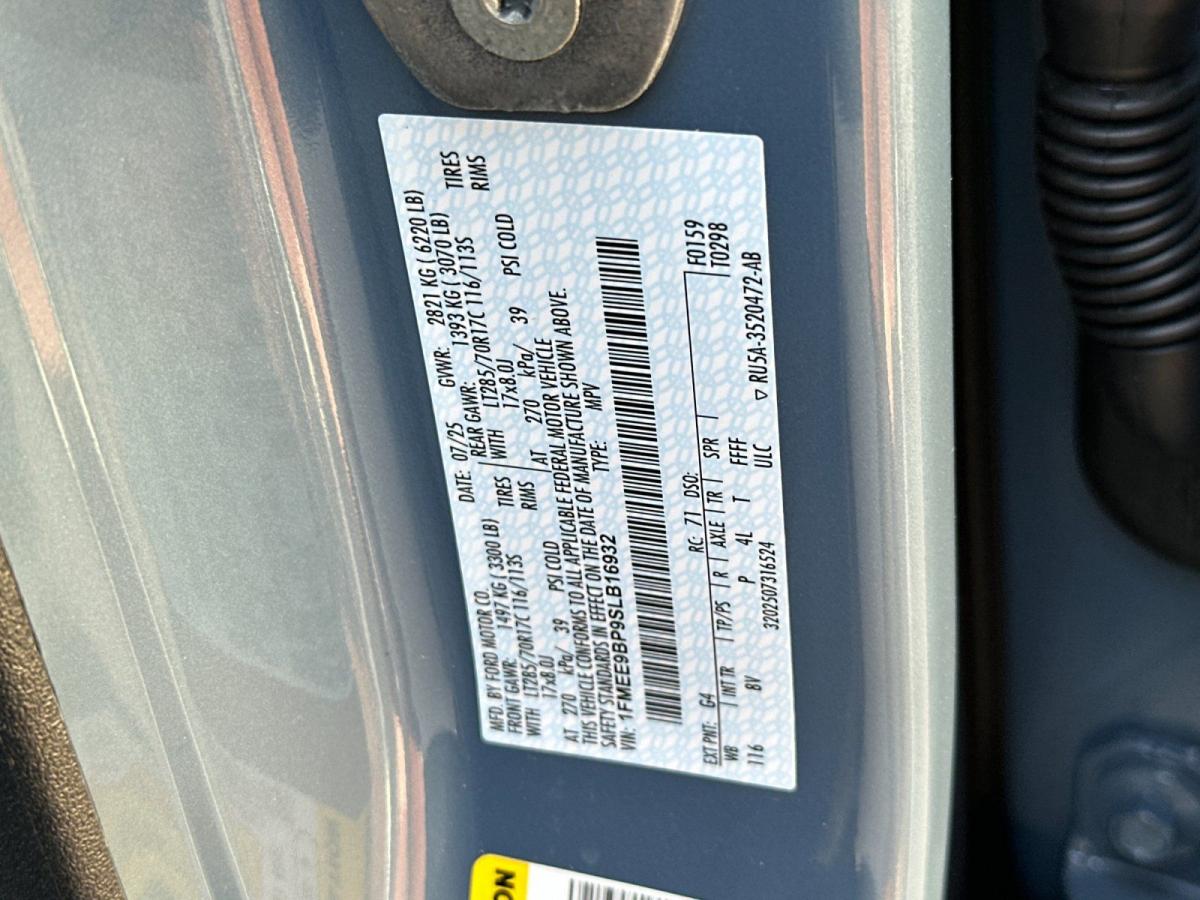 MFD. BY FORD MOTOR CO.
DATE: 07/25 GVWR: 2821 KG ( 6220 LB)
FRONT GAWR: 1497 KG ( 3300 LB) REAR GAWR: 1393 KG ( 3070 LB)
WITH LT285/70R17C 116/113S TIRES WITH LT285/70R17C 116/113S TIRES
17x8.0J RIMS 17x8.0J RIMS
AT 270 kPa/ 39 PSI COLD AT 270 kPa/ 39 PSI COLD
THIS VEHICLE CONFORMS TO ALL APPLICABLE FEDERAL MOTOR VEHICLE
SAFETY STANDARDS IN EFFECT ON THE DATE OF MANUFACTURE SHOWN ABOVE.
VIN: 1FMEE9BP9SLB16932 TYPE: MPV
F0159
EXT PNT: G4 RC: 71 DSO: T0298
WB INT TR TP/PS R AXLE TR SPR
116 8V P 4L T FFFF
320250731 6524 ULC ▽ RU5A-3520472-AB
ON